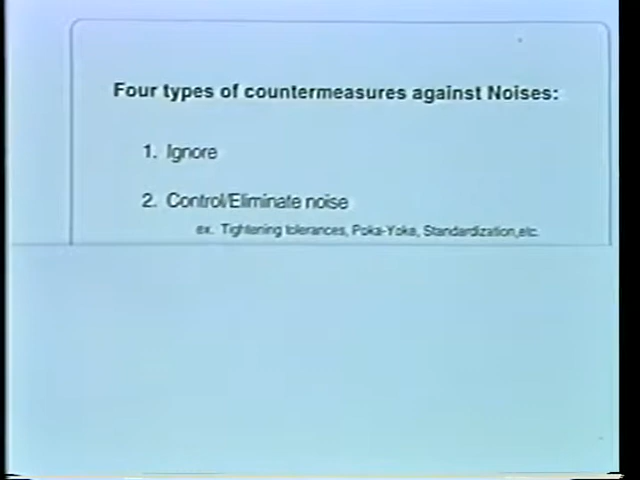 Four types of countermeasures against Noises:
1. Ignore
2. Control/Eliminate noise
ex. Tightening tolerances, Poka-Yoke, Standardization,etc.